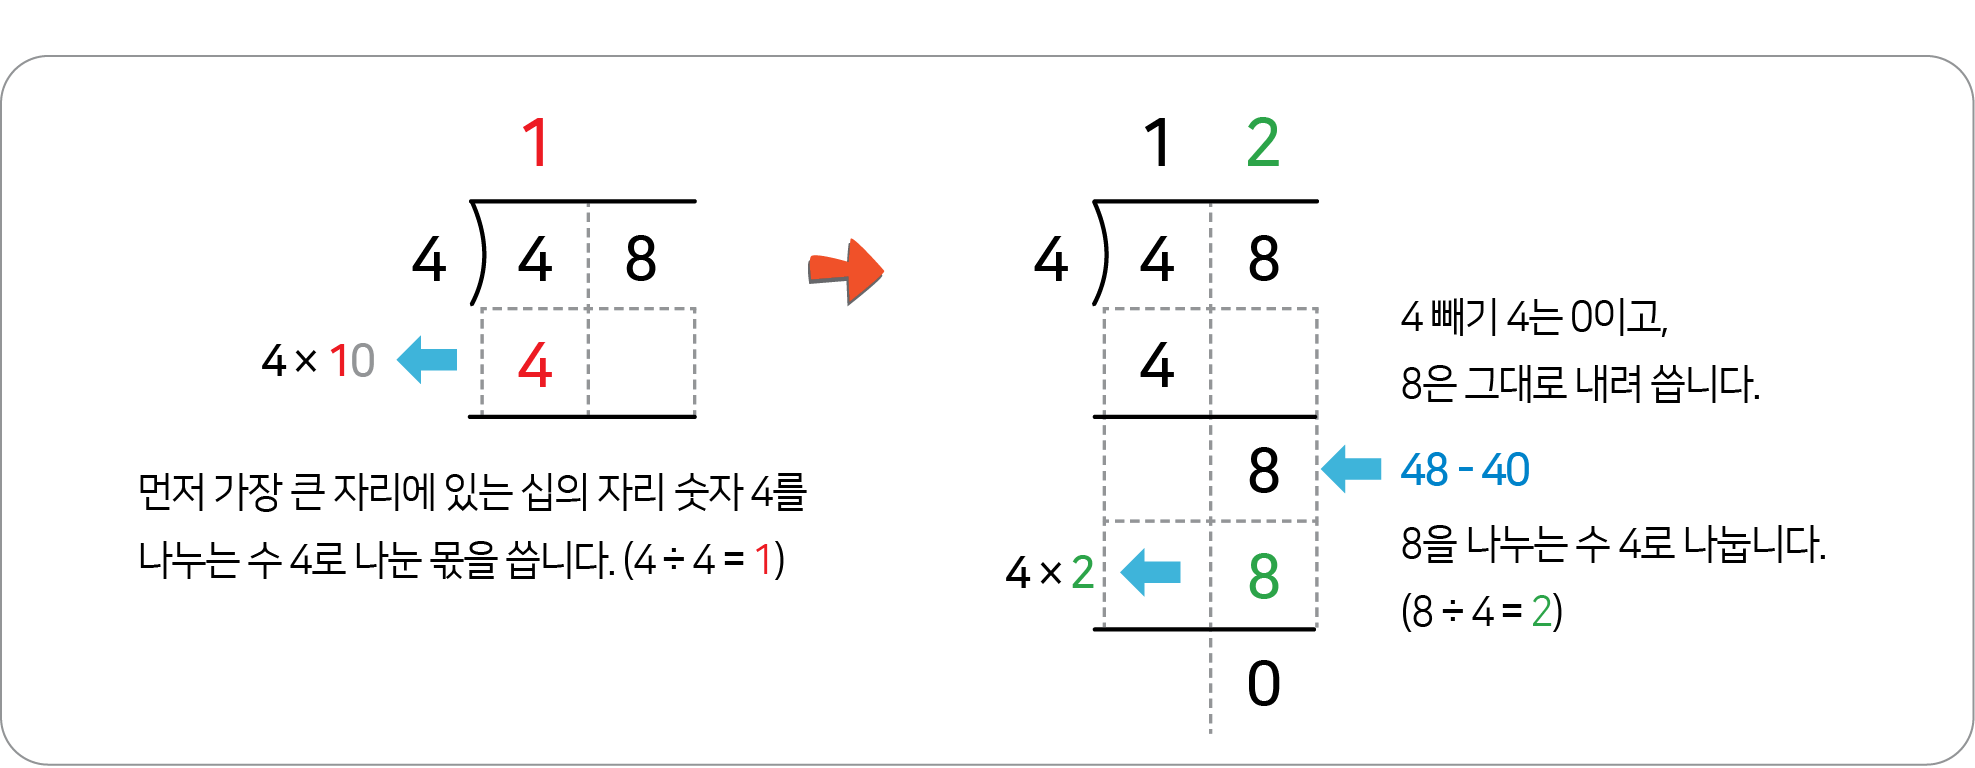 1
4 4 8
4 × 10 4
먼저 가장 큰 자리에 있는 십의 자리 숫자 4를
나누는 수 4로 나눈 몫을 씁니다. (4 ÷ 4 = 1)
1 2
4 4 8
4
8
4 × 2 8
0
4 빼기 4는 0이고,
8은 그대로 내려 씁니다.
48 - 40
8을 나누는 수 4로 나눕니다.
(8 ÷ 4 = 2)